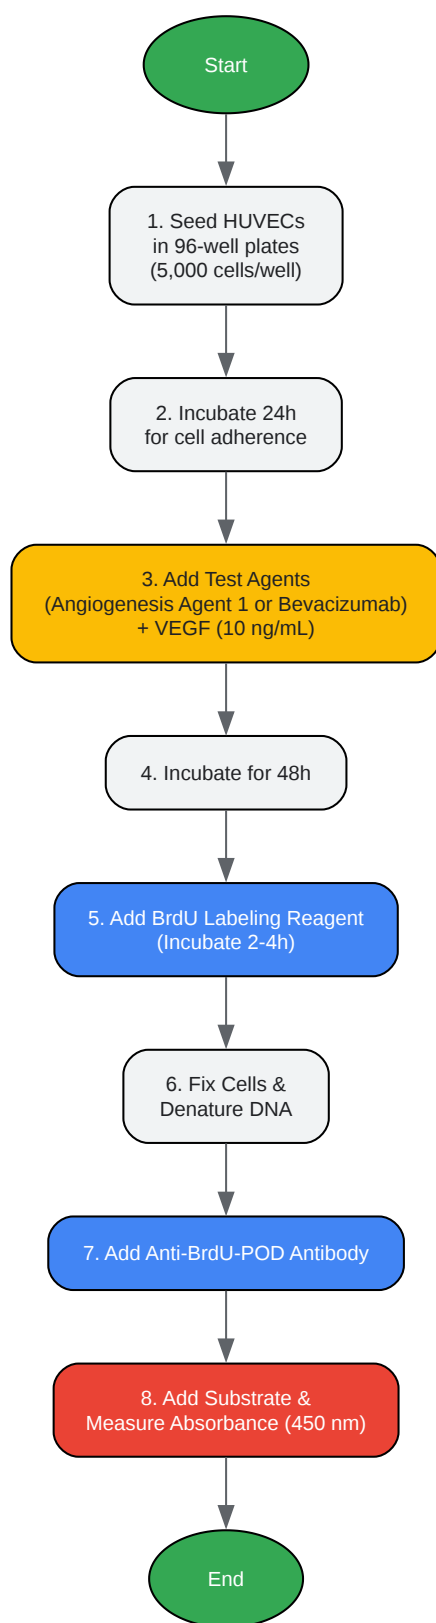 Start
1. Seed HUVECs
in 96-well plates
(5,000 cells/well)
2. Incubate 24h
for cell adherence
3. Add Test Agents
(Angiogenesis Agent 1 or Bevacizumab)
+ VEGF (10 ng/mL)
4. Incubate for 48h
5. Add BrdU Labeling Reagent
(Incubate 2-4h)
6. Fix Cells &
Denature DNA
7. Add Anti-BrdU-POD Antibody
8. Add Substrate &
Measure Absorbance (450 nm)
End